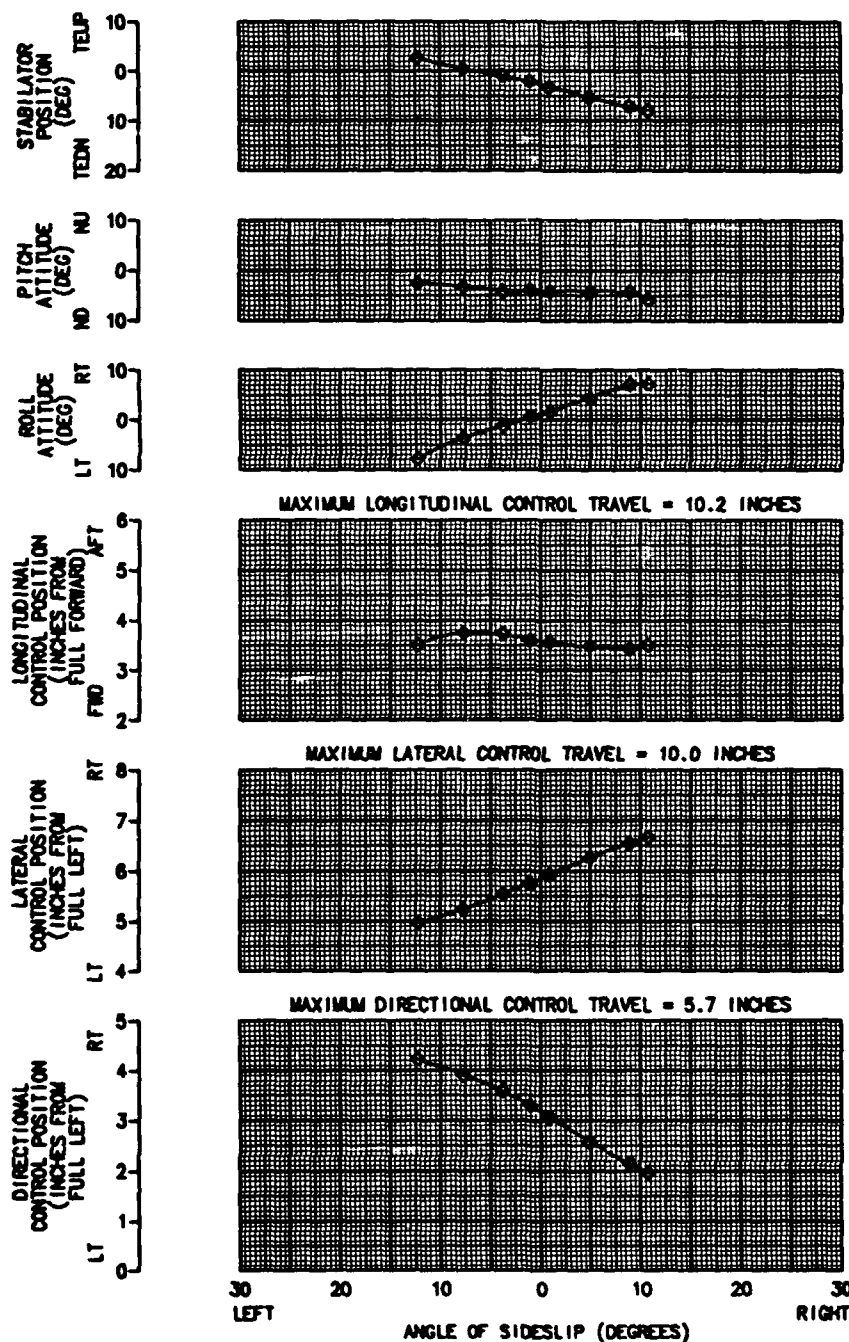 STABILATOR
POSITION
(DEG)
TEDN TEUP
10
0
10
20
PITCH
ATTITUDE
(DEG)
ND NU
10
0
10
ROLL
ATTITUDE
(DEG)
LT RT
10
0
10
MAXIMUM LONGITUDINAL CONTROL TRAVEL = 10.2 INCHES
LONGITUDINAL
CONTROL POSITION
(INCHES FROM
FULL FORWARD)
FWD AFT
6
5
4
3
2
MAXIMUM LATERAL CONTROL TRAVEL = 10.0 INCHES
LATERAL
CONTROL POSITION
(INCHES FROM
FULL LEFT)
LT RT
8
7
6
5
4
MAXIMUM DIRECTIONAL CONTROL TRAVEL = 5.7 INCHES
DIRECTIONAL
CONTROL POSITION
(INCHES FROM
FULL LEFT)
LT RT
5
4
3
2
1
0
30 20 10 0 10 20 30
LEFT RIGHT
ANGLE OF SIDESLIP (DEGREES)